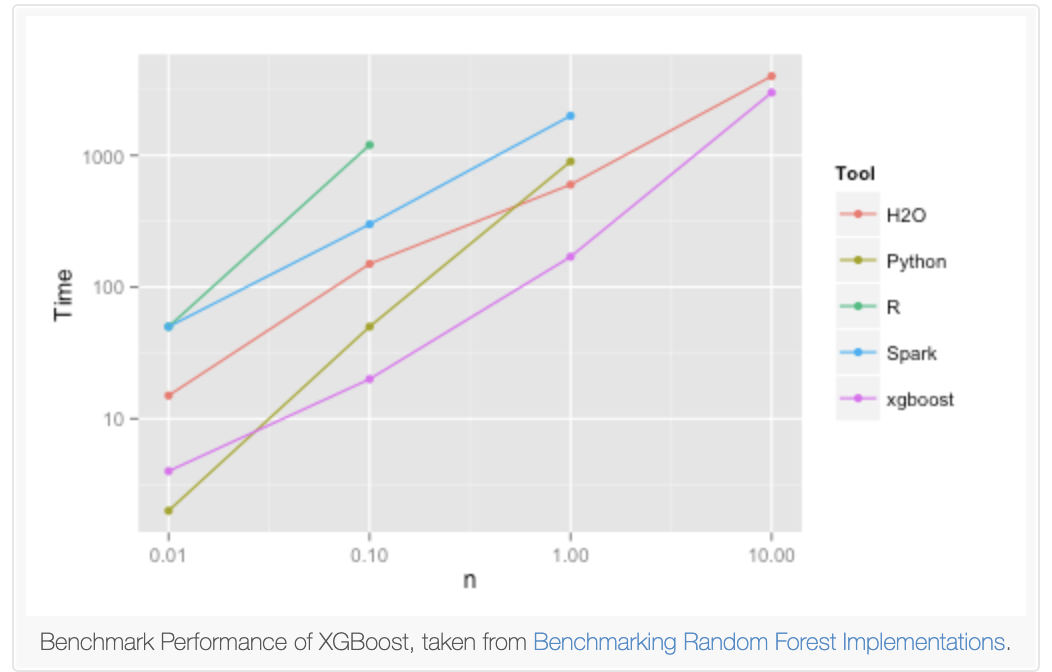 1000
100
10
Time
0.01 0.10 1.00 10.00
n
Tool
H2O
Python
R
Spark
xgboost
Benchmark Performance of XGBoost, taken from Benchmarking Random Forest Implementations.